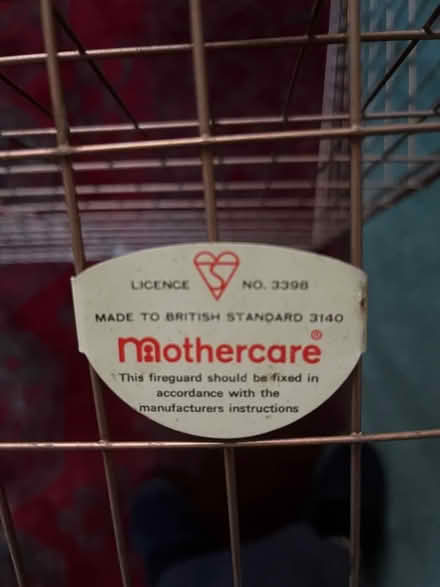 LICENCE NO. 3398
MADE TO BRITISH STANDARD 3140
mothercare®
This fireguard should be fixed in
accordance with the
manufacturers instructions